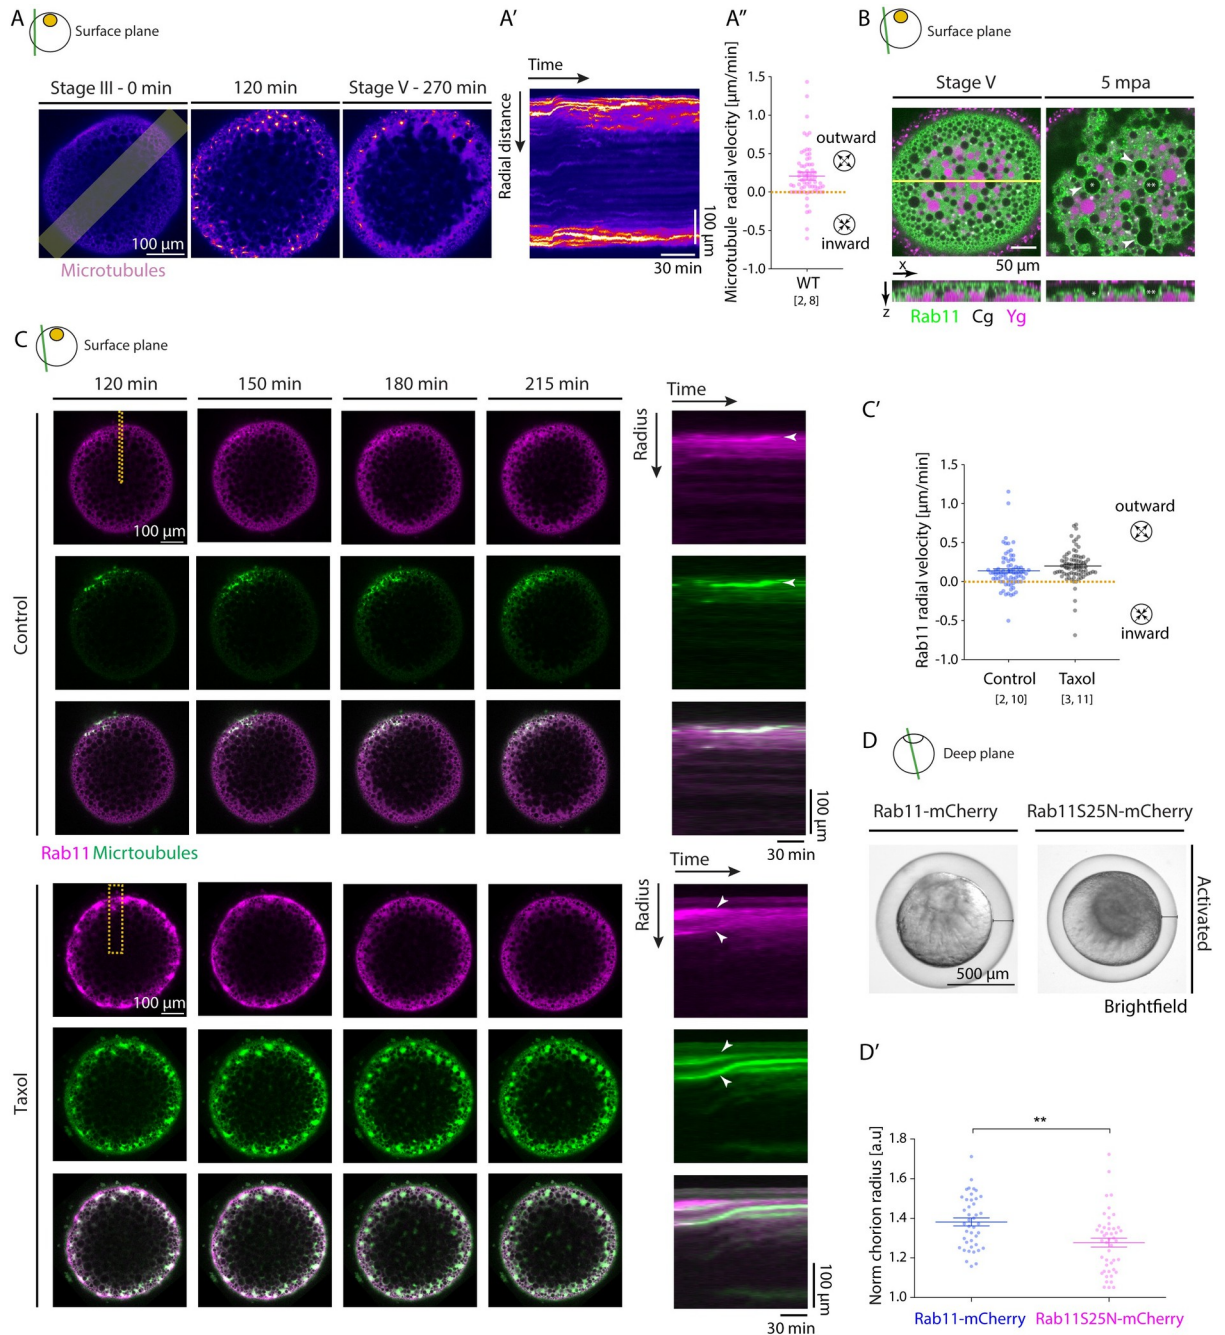 A
Surface plane
Stage III - 0 min
120 min
Stage V - 270 min
100 µm
Microtubules
A'
Time
Radial distance
100 µm
30 min
A''
Microtubule radial velocity [µm/min]
1.5
1.0
0.5
0.0
-0.5
-1.0
outward
inward
WT
[2, 8]
B
Surface plane
Stage V
5 mpa
*
**
50 µm
x
z
*
**
Rab11 Cg Yg
C
Surface plane
120 min
150 min
180 min
215 min
Time
Radius
Control
100 µm
100 µm
30 min
Rab11 Micrtoubules
Time
Radius
Taxol
100 µm
100 µm
30 min
C'
Rab11 radial velocity [µm/min]
1.5
1.0
0.5
0.0
-0.5
-1.0
outward
inward
Control
Taxol
[2, 10]
[3, 11]
D
Deep plane
Rab11-mCherry
Rab11S25N-mCherry
500 µm
Activated
Brightfield
D'
Norm chorion radius [a.u]
**
1.8
1.6
1.4
1.2
1.0
Rab11-mCherry
Rab11S25N-mCherry